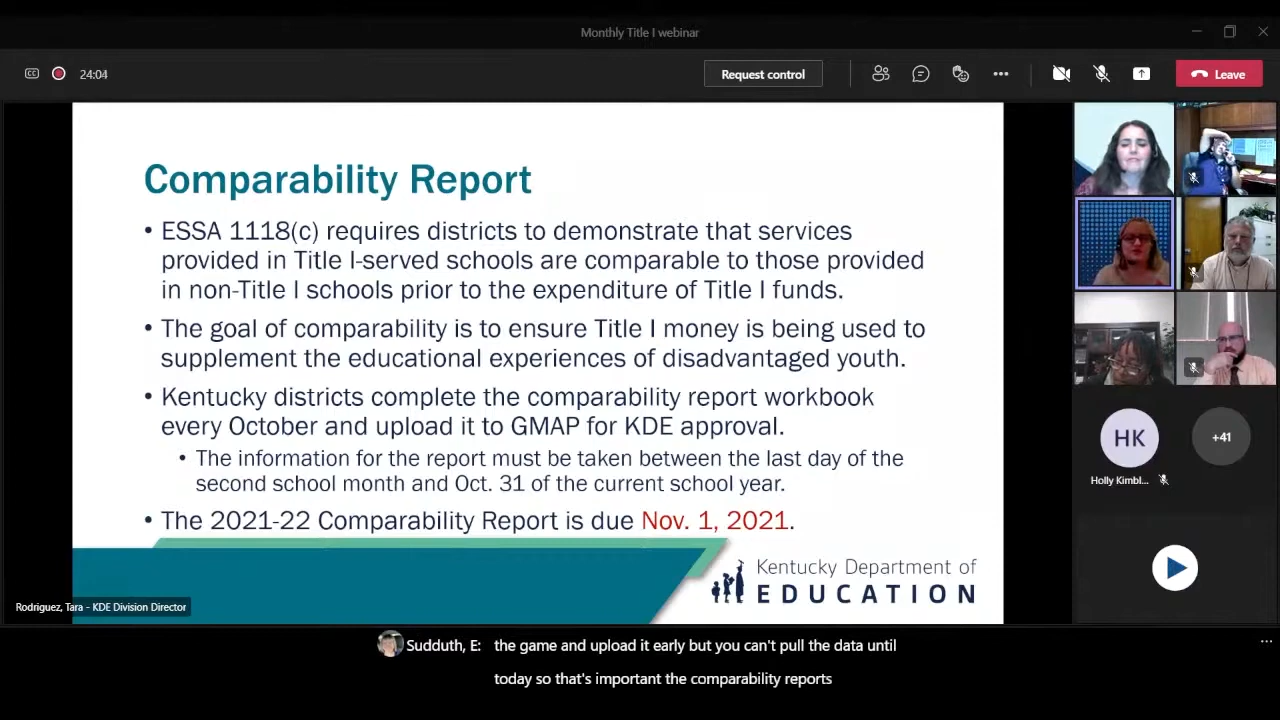 Monthly Title I webinar
CC
24:04
Request control
Leave
Comparability Report
• ESSA 1118(c) requires districts to demonstrate that services
provided in Title I-served schools are comparable to those provided
in non-Title I schools prior to the expenditure of Title I funds.
• The goal of comparability is to ensure Title I money is being used to
supplement the educational experiences of disadvantaged youth.
• Kentucky districts complete the comparability report workbook
every October and upload it to GMAP for KDE approval.
• The information for the report must be taken between the last day of the
second school month and Oct. 31 of the current school year.
• The 2021-22 Comparability Report is due Nov. 1, 2021.
Kentucky Department of
EDUCATION
HK
+41
Holly Kimbl...
Rodriguez, Tara - KDE Division Director
Sudduth, E: the game and upload it early but you can't pull the data until
today so that's important the comparability reports